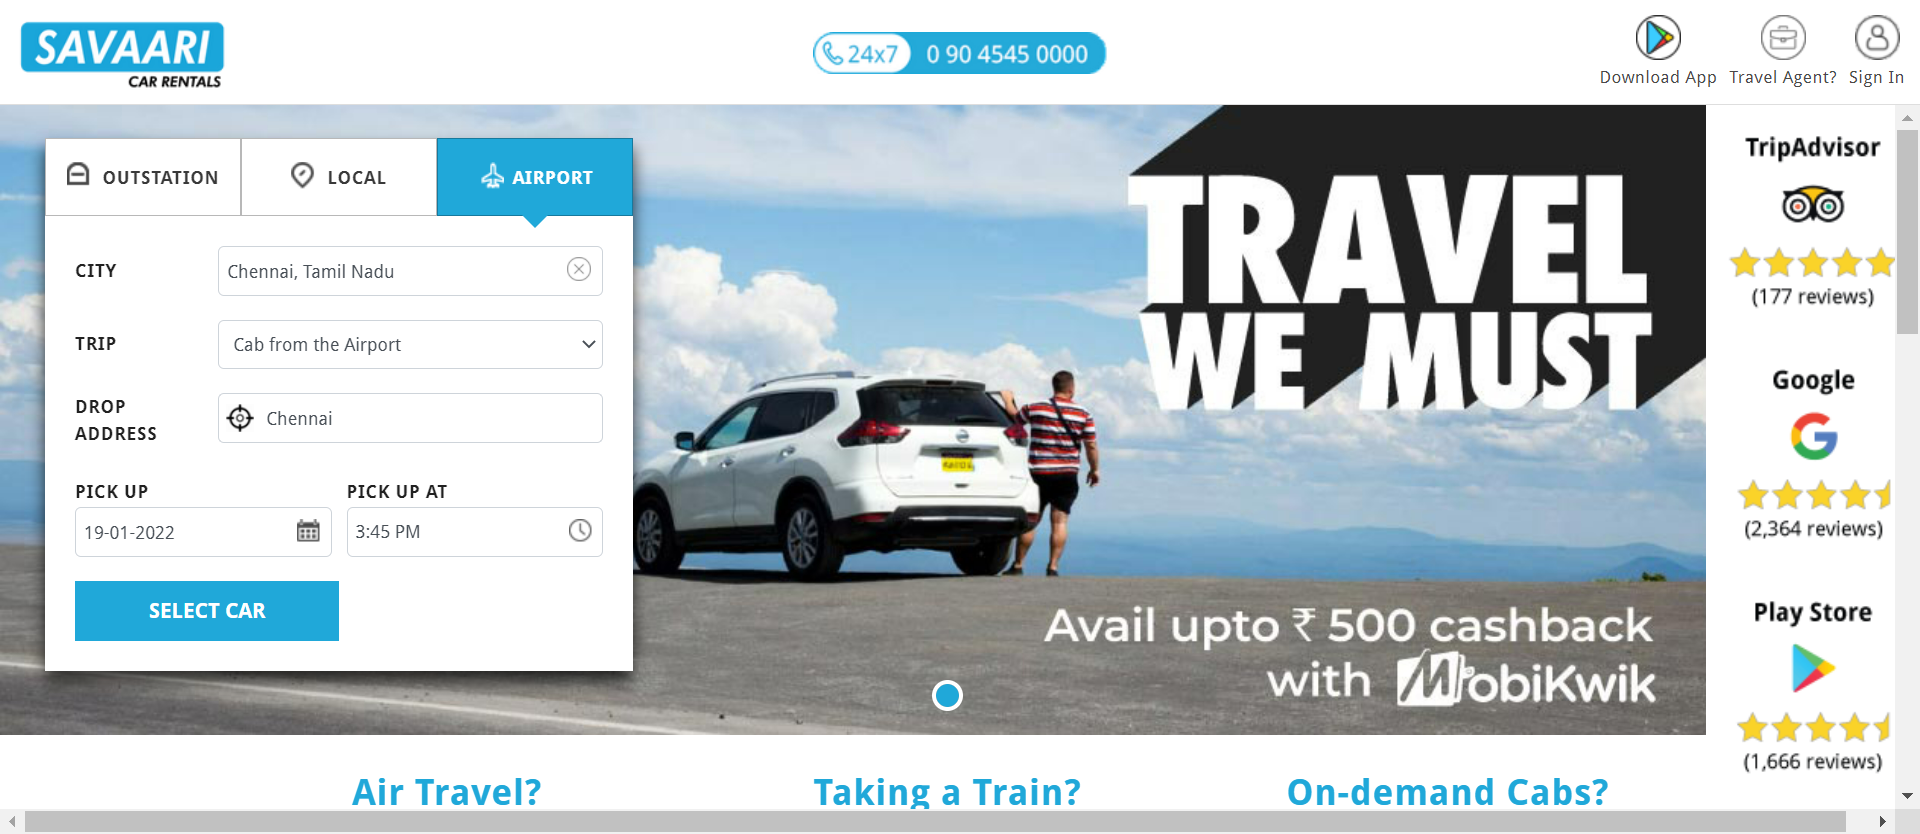 SAVAARI
CAR RENTALS
24x7 0 90 4545 0000
Download App
Travel Agent?
Sign In
OUTSTATION
LOCAL
AIRPORT
CITY
Chennai, Tamil Nadu
TRIP
Cab from the Airport
DROP
ADDRESS
Chennai
PICK UP
PICK UP AT
19-01-2022
3:45 PM
SELECT CAR
TRAVEL
WE MUST
Avail upto ₹ 500 cashback
with MobiKwik
TripAdvisor
(177 reviews)
Google
(2,364 reviews)
Play Store
(1,666 reviews)
Air Travel?
Taking a Train?
On-demand Cabs?